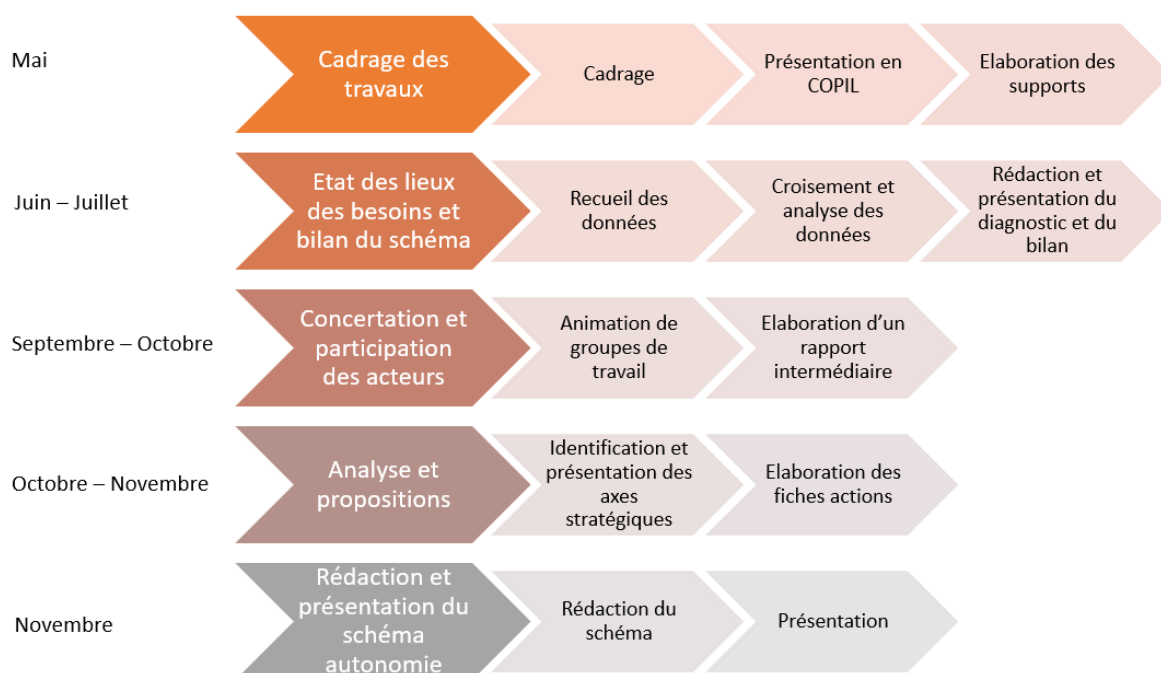 Mai
Cadrage des
travaux
Cadrage
Présentation en
COPIL
Elaboration des
supports
Juin – Juillet
Etat des lieux
des besoins et
bilan du schéma
Recueil des
données
Croisement et
analyse des
données
Rédaction et
présentation du
diagnostic et du
bilan
Septembre – Octobre
Concertation et
participation
des acteurs
Animation de
groupes de
travail
Elaboration d’un
rapport
intermédiaire
Octobre – Novembre
Analyse et
propositions
Identification et
présentation des
axes
stratégiques
Elaboration des
fiches actions
Novembre
Rédaction et
présentation du
schéma
autonomie
Rédaction du
schéma
Présentation